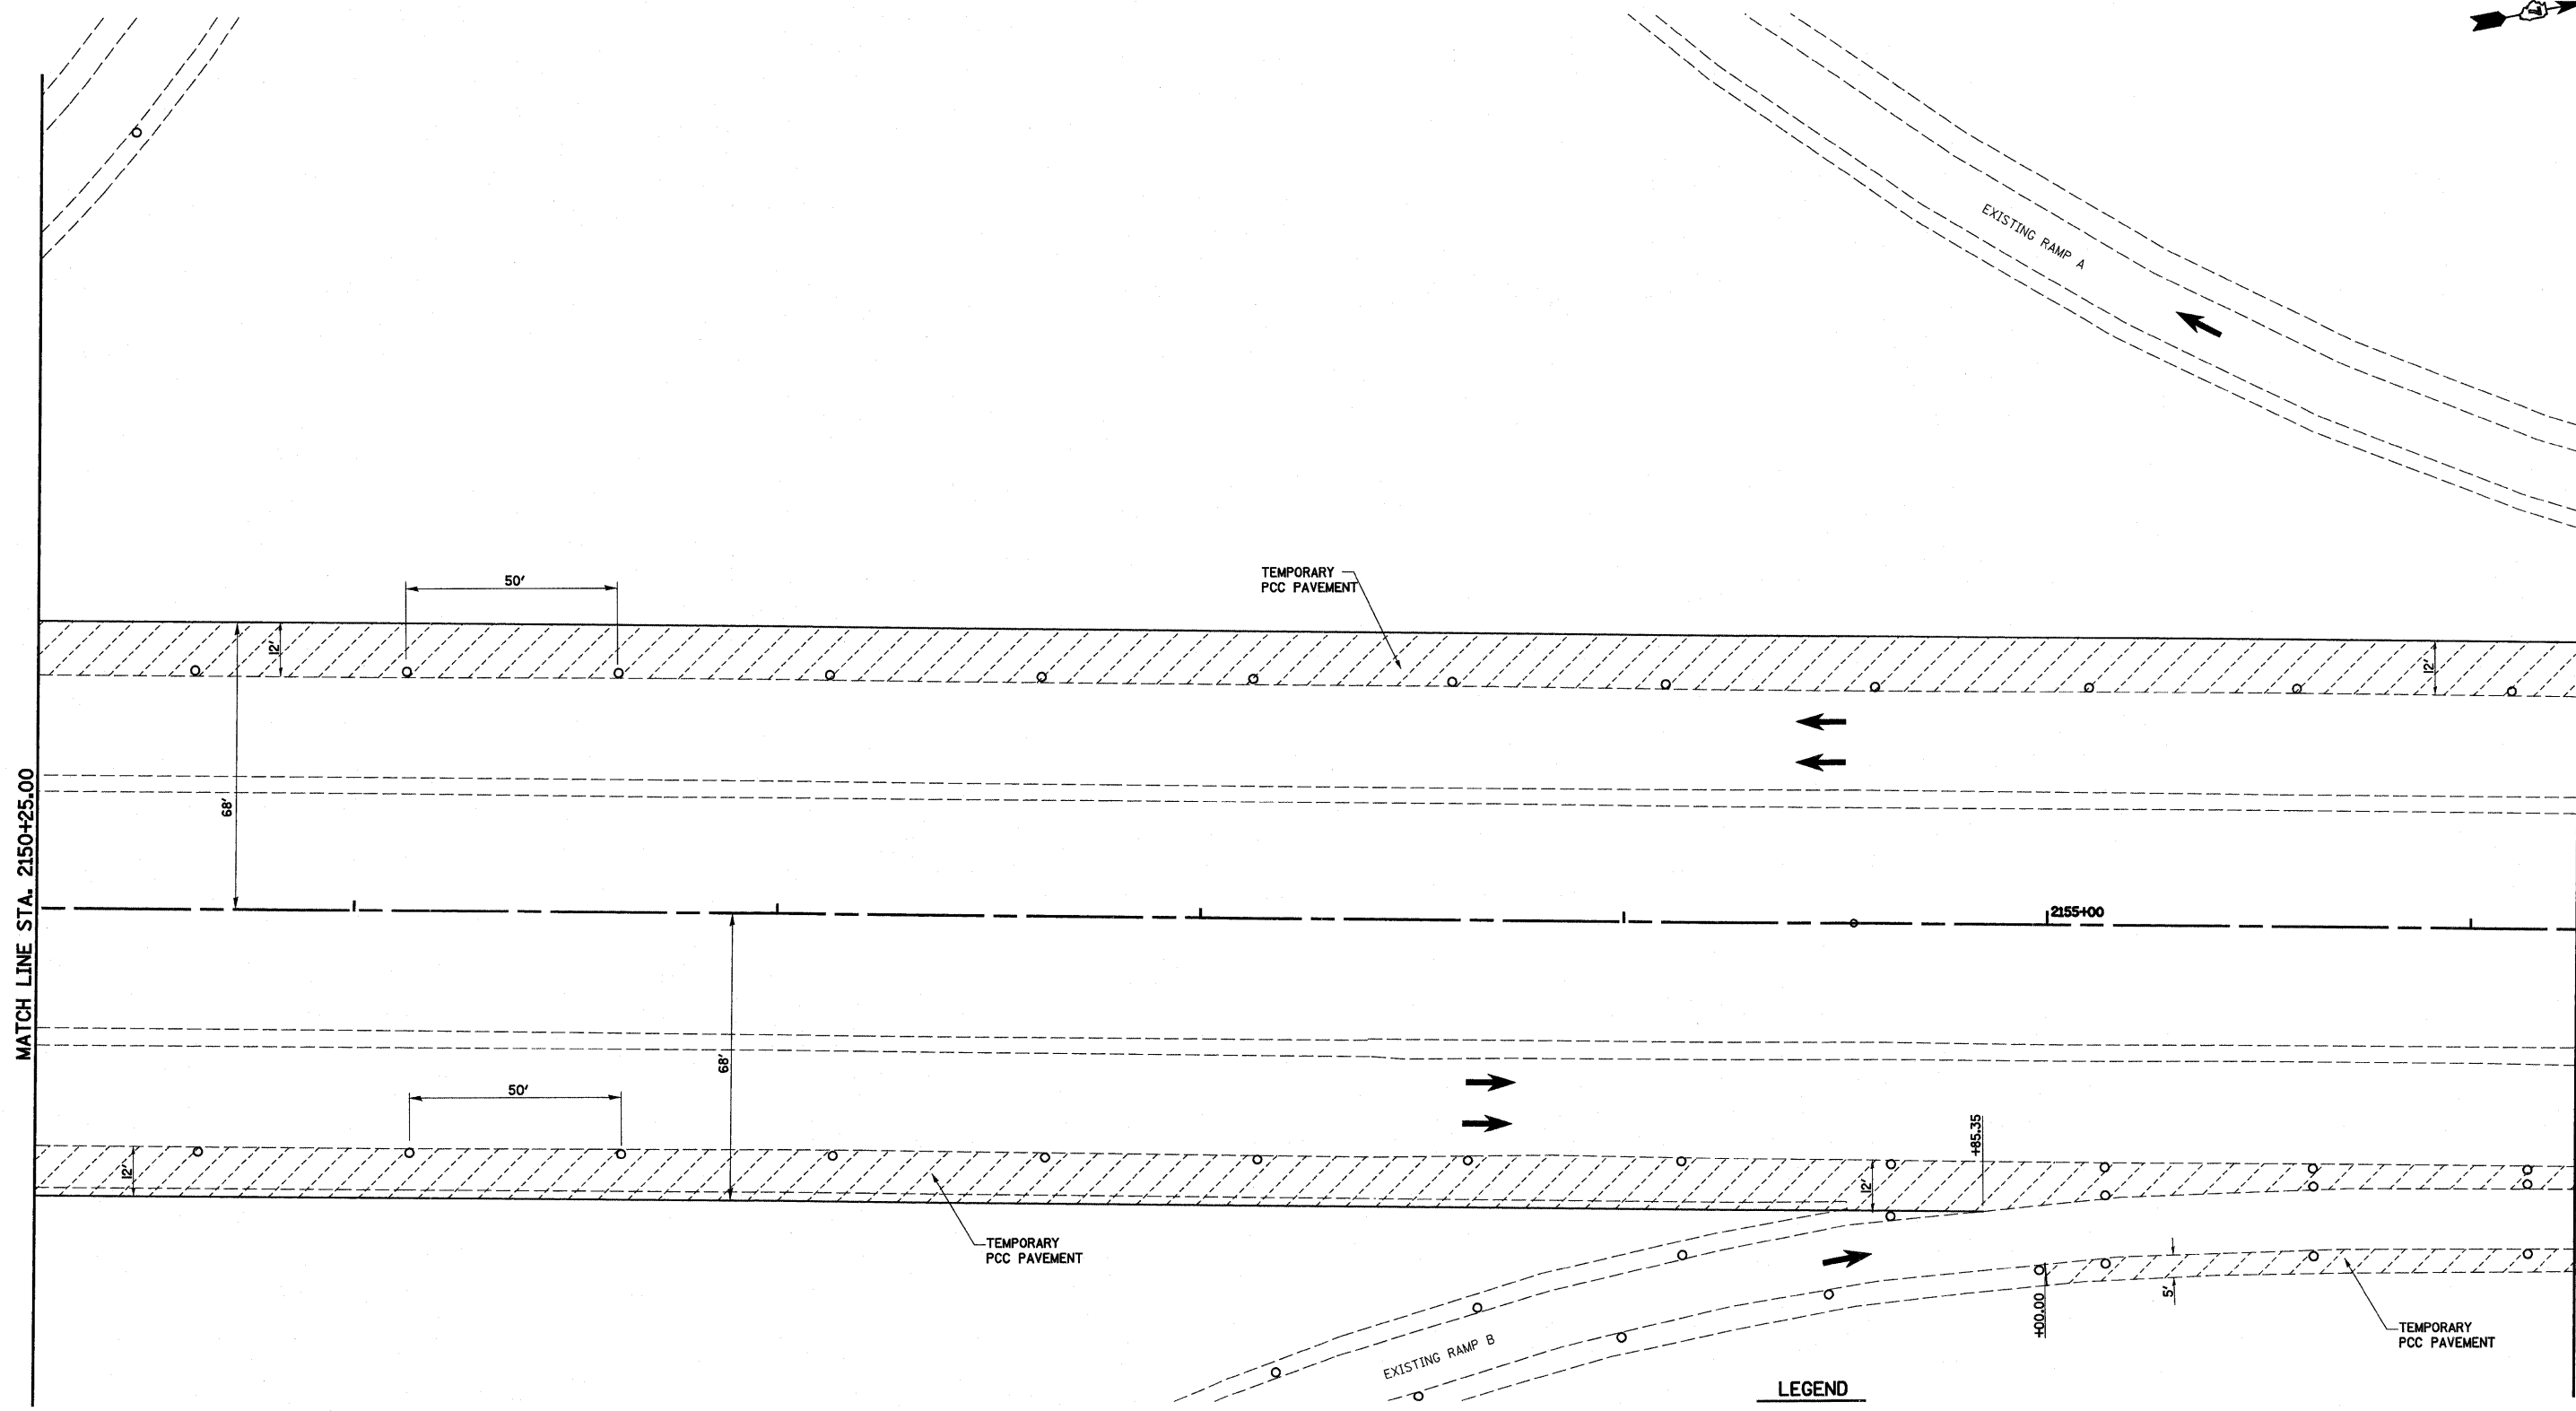 EXISTING RAMP A
50'
TEMPORARY
PCC PAVEMENT
12'
12'
68'
MATCH LINE STA. 2150+25.00
2155+00
68'
50'
+85.35
12'
12'
TEMPORARY
PCC PAVEMENT
5'
+00.00
EXISTING RAMP B
TEMPORARY
PCC PAVEMENT
LEGEND